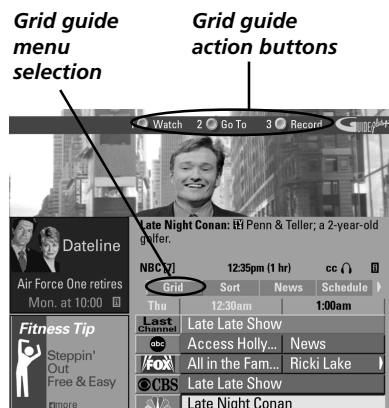 Grid guide
menu
selection
Grid guide
action buttons
1 Watch 2 Go To 3 Record GUIDE Plus+
Late Night Conan: Penn & Teller; a 2-year-old
golfer.
NBC [7] 12:35pm (1 hr) cc
Grid Sort News Schedule
Thu 12:30am 1:00am
Dateline
Air Force One retires
Mon. at 10:00
Fitness Tip
Steppin'
Out
Free & Easy
more
Last
Channel Late Late Show
abc Access Holly... News
FOX All in the Fam... Ricki Lake
CBS Late Late Show
Late Night Conan